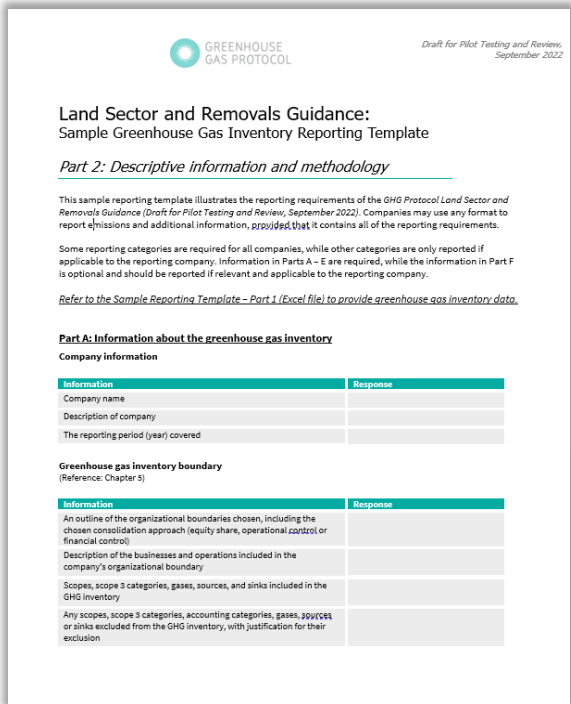 GREENHOUSE
GAS PROTOCOL
Draft for Pilot Testing and Review,
September 2022
Land Sector and Removals Guidance:
Sample Greenhouse Gas Inventory Reporting Template
Part 2: Descriptive information and methodology
This sample reporting template illustrates the reporting requirements of the GHG Protocol Land Sector and
Removals Guidance (Draft for Pilot Testing and Review, September 2022). Companies may use any format to
report emissions and additional information, provided that it contains all of the reporting requirements.
Some reporting categories are required for all companies, while other categories are only reported if
applicable to the reporting company. Information in Parts A – E are required, while the information in Part F
is optional and should be reported if relevant and applicable to the reporting company.
Refer to the Sample Reporting Template – Part 1 (Excel file) to provide greenhouse gas inventory data.
Part A: Information about the greenhouse gas inventory
Company information
Information Response
Company name
Description of company
The reporting period (year) covered
Greenhouse gas inventory boundary
(Reference: Chapter 5)
Information Response
An outline of the organizational boundaries chosen, including the
chosen consolidation approach (equity share, operational control or
financial control)
Description of the businesses and operations included in the
company's organizational boundary
Scopes, scope 3 categories, gases, sources, and sinks included in the
GHG inventory
Any scopes, scope 3 categories, accounting categories, gases, sources
or sinks excluded from the GHG inventory, with justification for their
exclusion